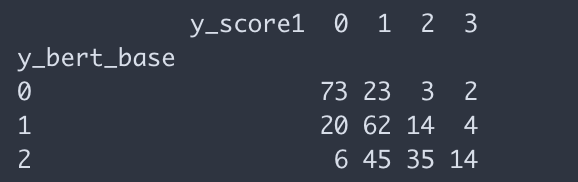 y_score1 0 1 2 3
y_bert_base
0 73 23 3 2
1 20 62 14 4
2 6 45 35 14